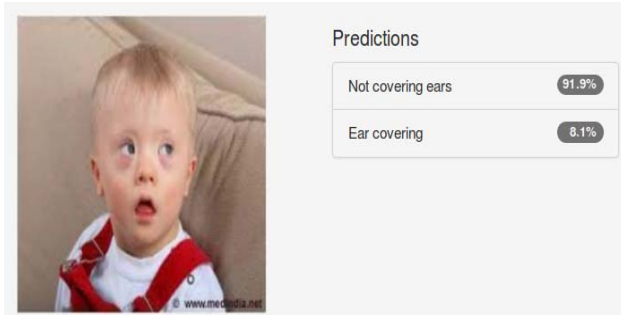 Predictions
Not covering ears 91.9%
Ear covering 8.1%
© www.medindia.net